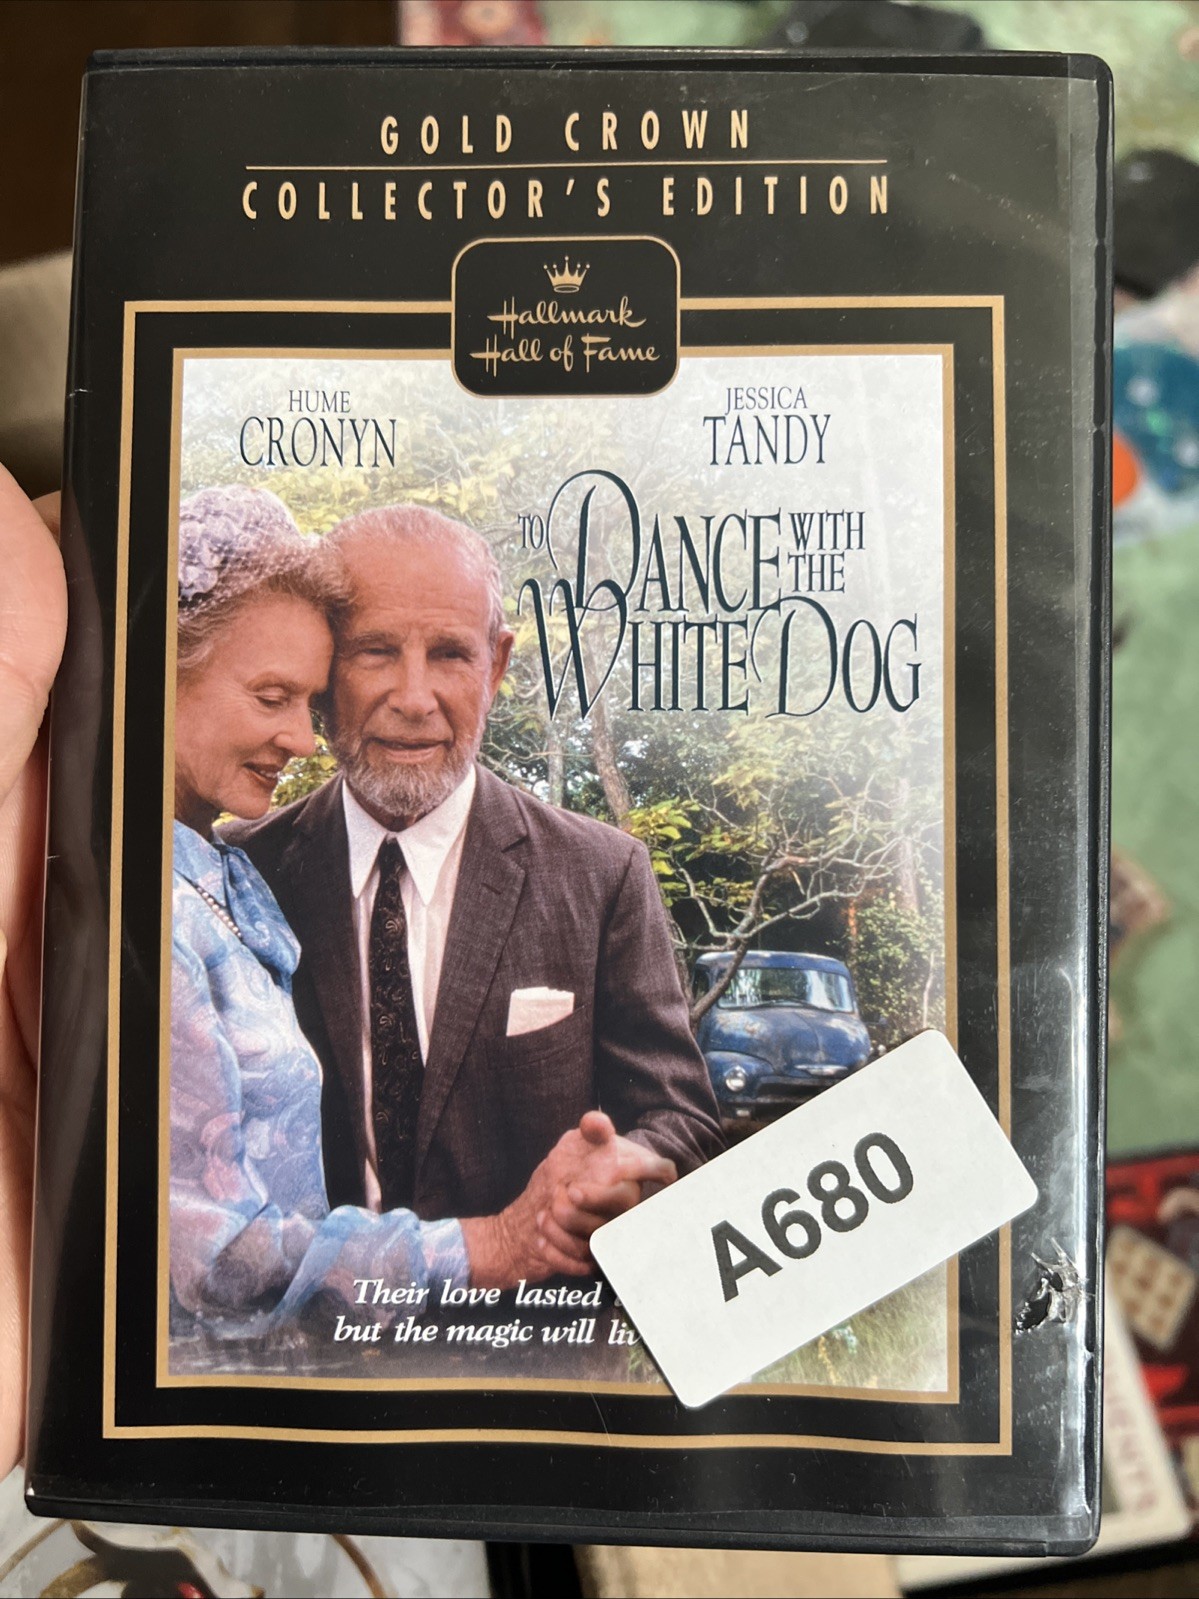 GOLD CROWN
COLLECTOR'S EDITION
Hallmark
Hall of Fame
HUME
CRONYN
JESSICA
TANDY
TO DANCE WITH THE
WHITE DOG
A680
Their love lasted
but the magic will